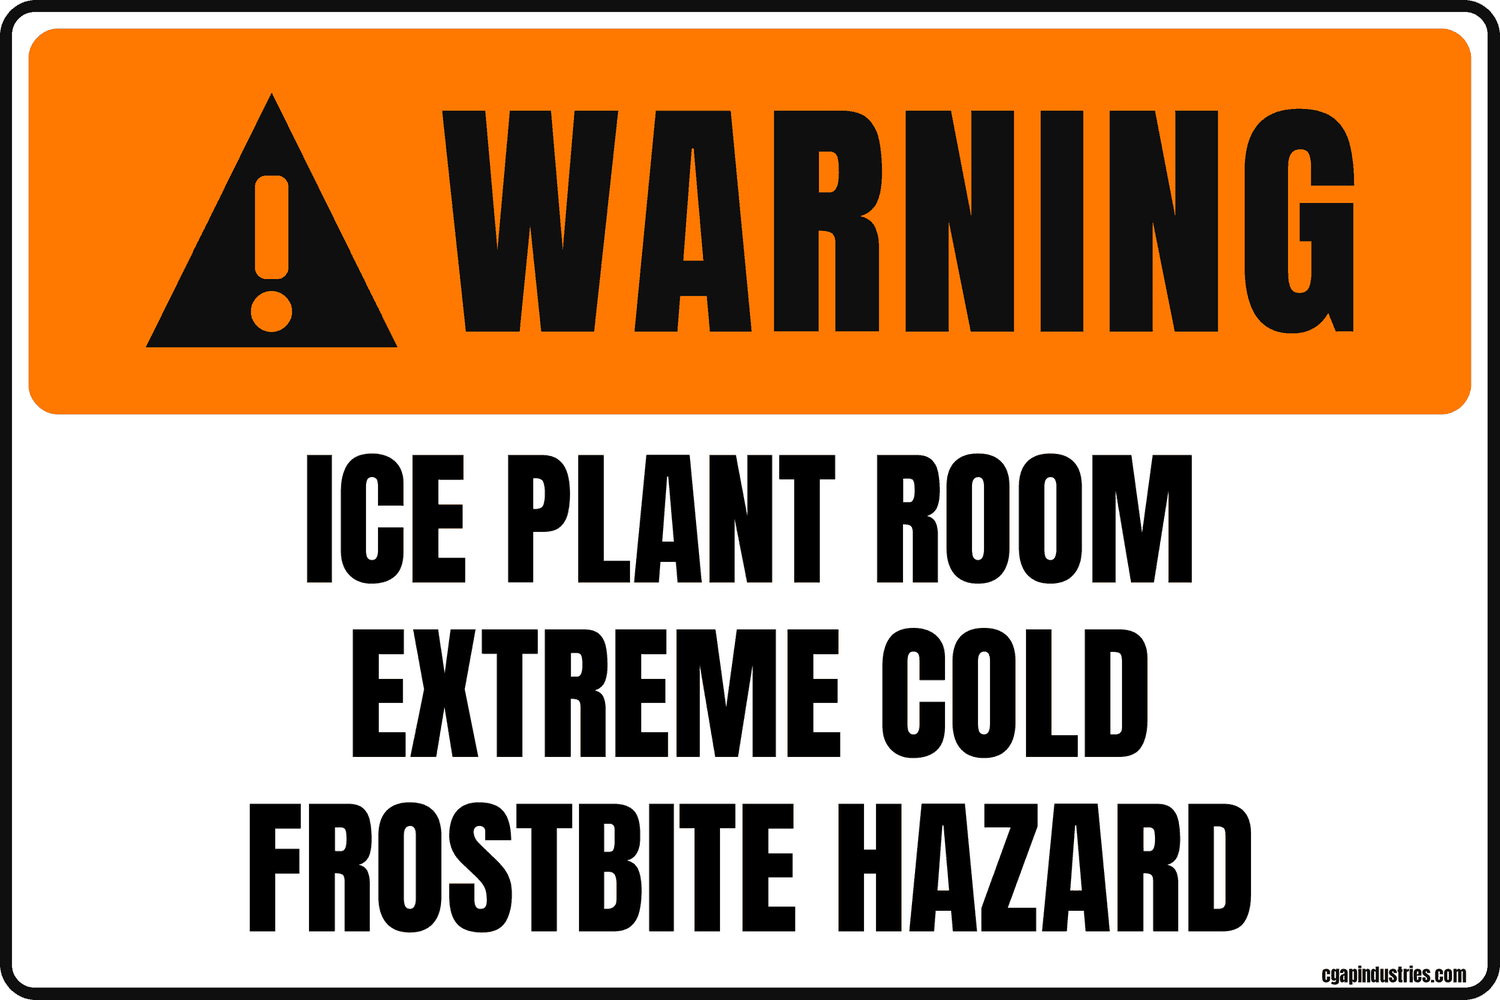 WARNING
ICE PLANT ROOM
EXTREME COLD
FROSTBITE HAZARD
cgapindustries.com